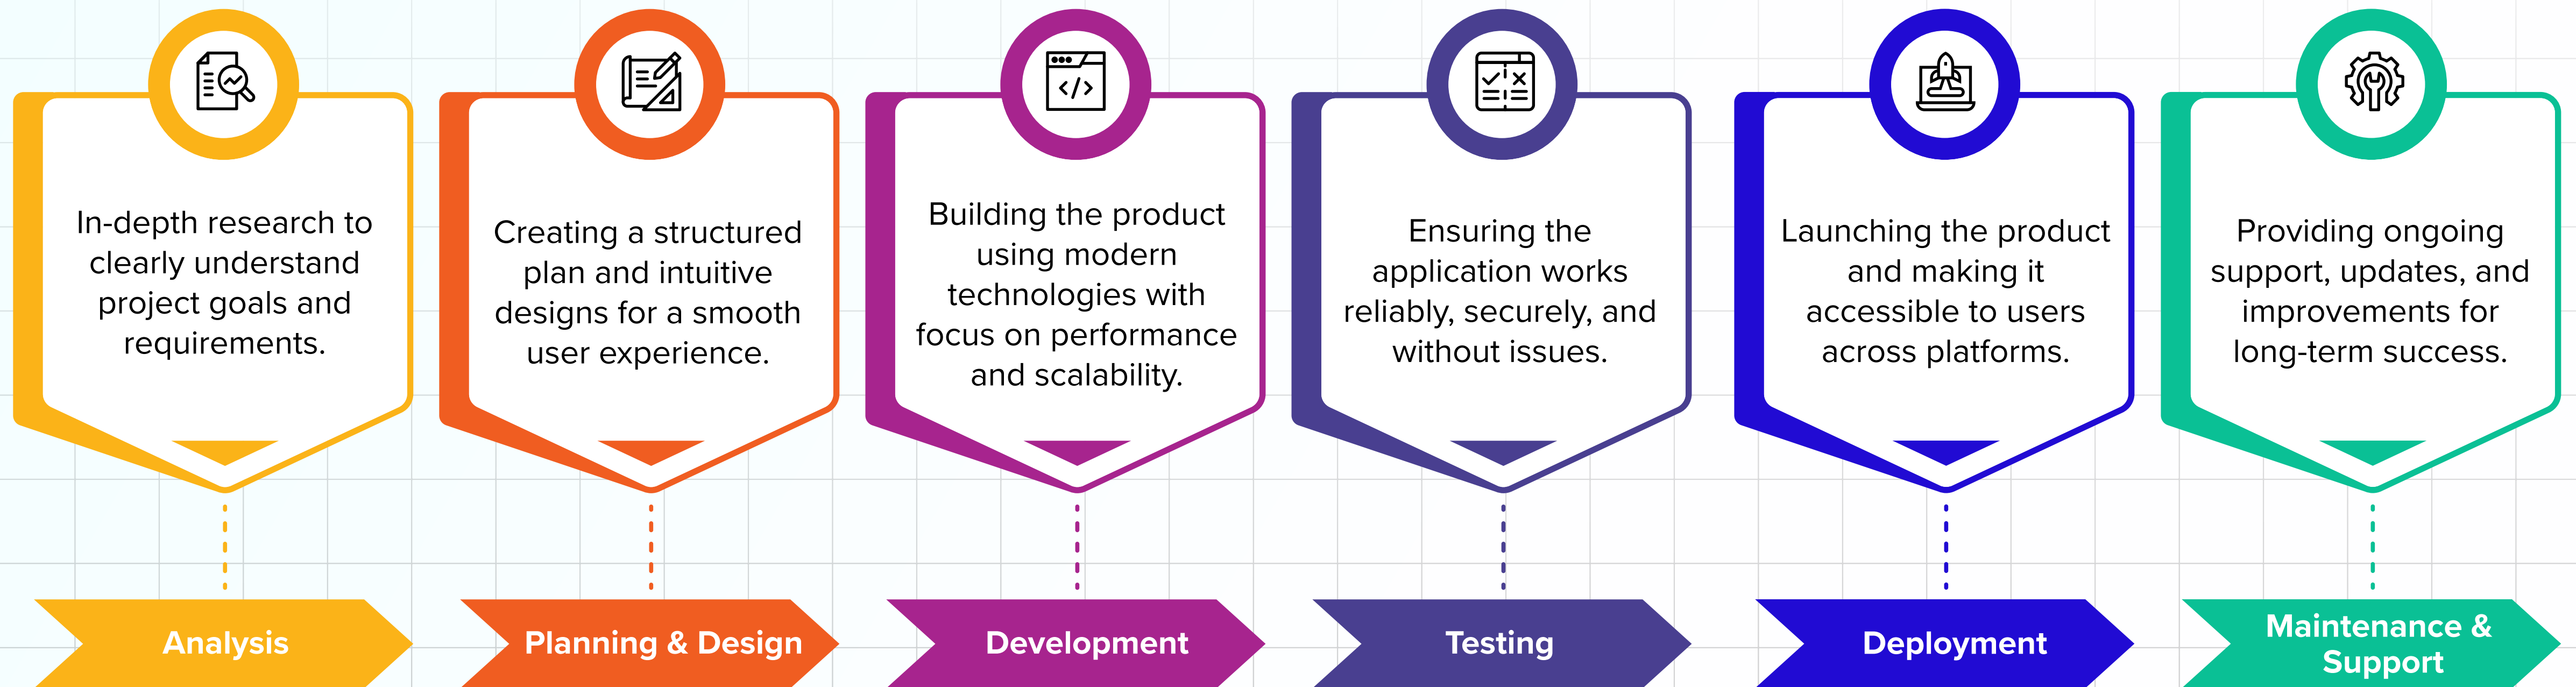 In-depth research to
clearly understand
project goals and
requirements.
Creating a structured
plan and intuitive
designs for a smooth
user experience.
Building the product
using modern
technologies with
focus on performance
and scalability.
Ensuring the
application works
reliably, securely, and
without issues.
Launching the product
and making it
accessible to users
across platforms.
Providing ongoing
support, updates, and
improvements for
long-term success.
Analysis
Planning & Design
Development
Testing
Deployment
Maintenance &
Support